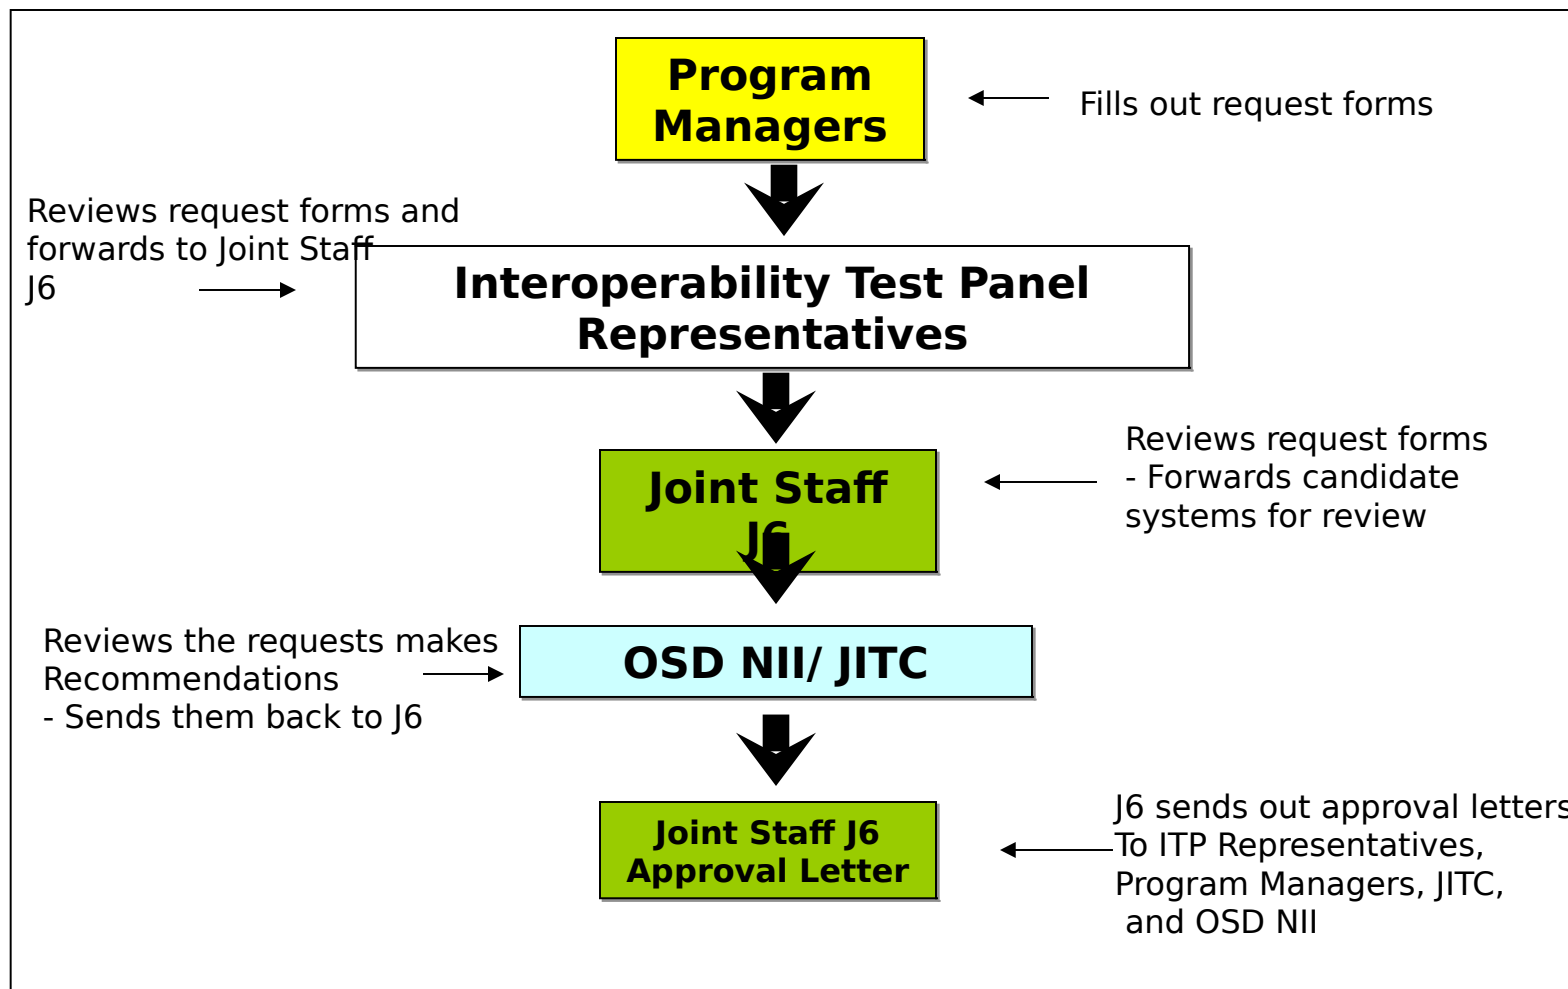 Program
Managers
Fills out request forms
Reviews request forms and
forwards to Joint Staff
J6
Interoperability Test Panel
Representatives
Joint Staff
J6
Reviews request forms
- Forwards candidate
systems for review
Reviews the requests makes
Recommendations
- Sends them back to J6
OSD NII/ JITC
Joint Staff J6
Approval Letter
J6 sends out approval letters
To ITP Representatives,
Program Managers, JITC,
and OSD NII